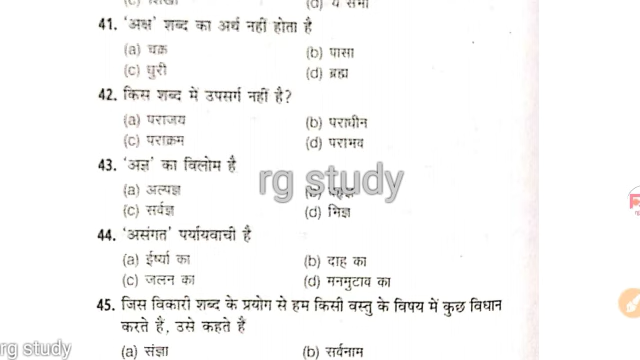 41. 'अक्ष' शब्द का अर्थ नहीं होता है
(a) चक्र (b) पासा
(c) धुरी (d) ब्रह्मा
42. किस शब्द में उपसर्ग नहीं है?
(a) पराजय (b) पराधीन
(c) पराक्रम (d) पराभव
43. 'अज्ञ' का विलोम है
(a) अल्पज्ञ (b)
(c) सर्वज्ञ (d) भिज्ञ
rg study
44. 'असंगत' पर्यायवाची है
(a) ईर्ष्या का (b) दाह का
(c) जलन का (d) मनमुटाव का
45. जिस विकारी शब्द के प्रयोग से हम किसी वस्तु के विषय में कुछ विधान
करते हैं, उसे कहते हैं
rg study
(a) संज्ञा (b) सर्वनाम